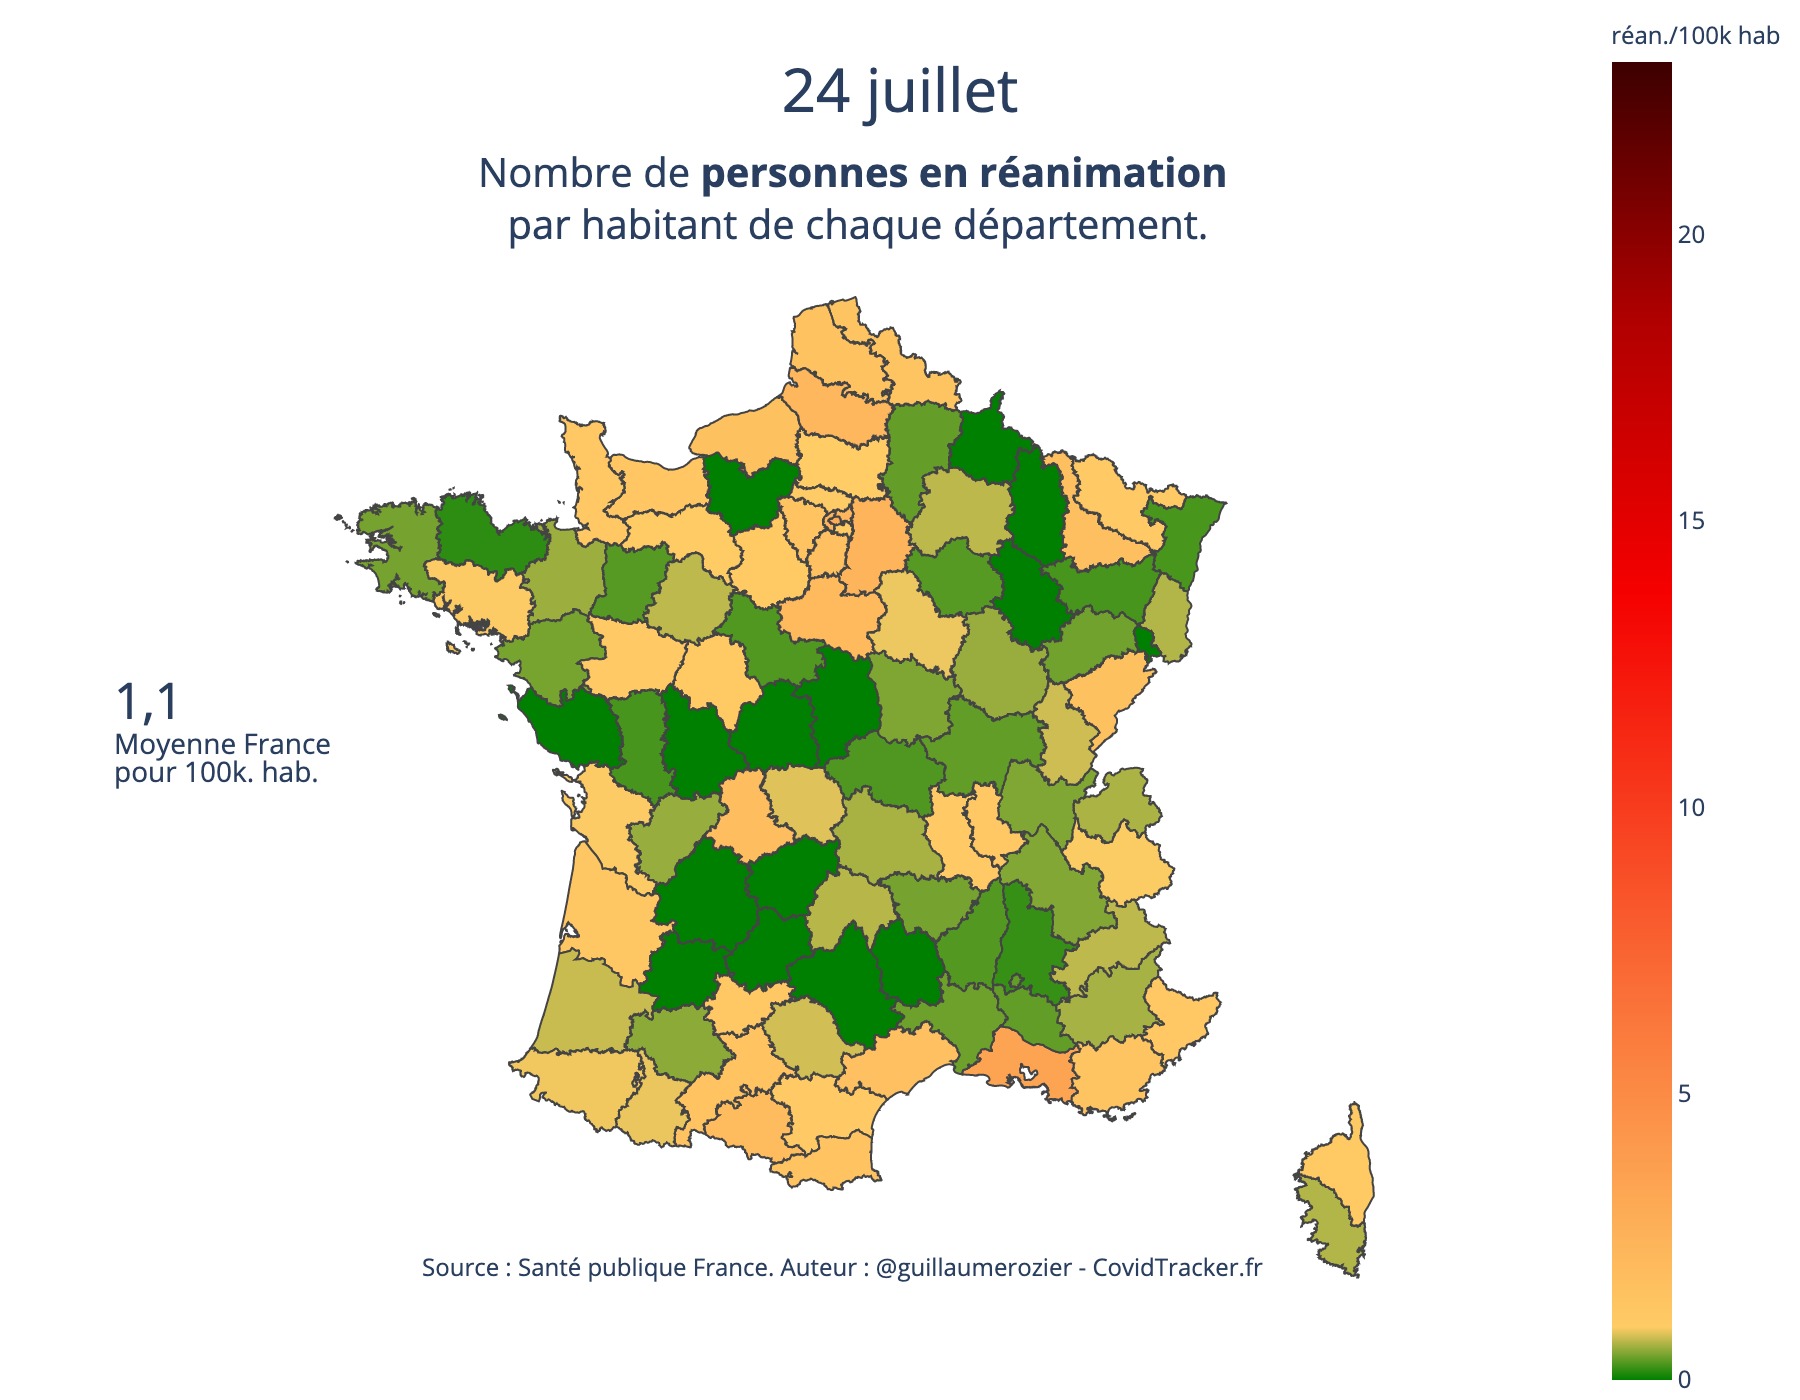 réan./100k hab
24 juillet
Nombre de personnes en réanimation
par habitant de chaque département.
20
15
1,1
Moyenne France
pour 100k. hab.
10
5
Source : Santé publique France. Auteur : @guillaumerozier - CovidTracker.fr
0